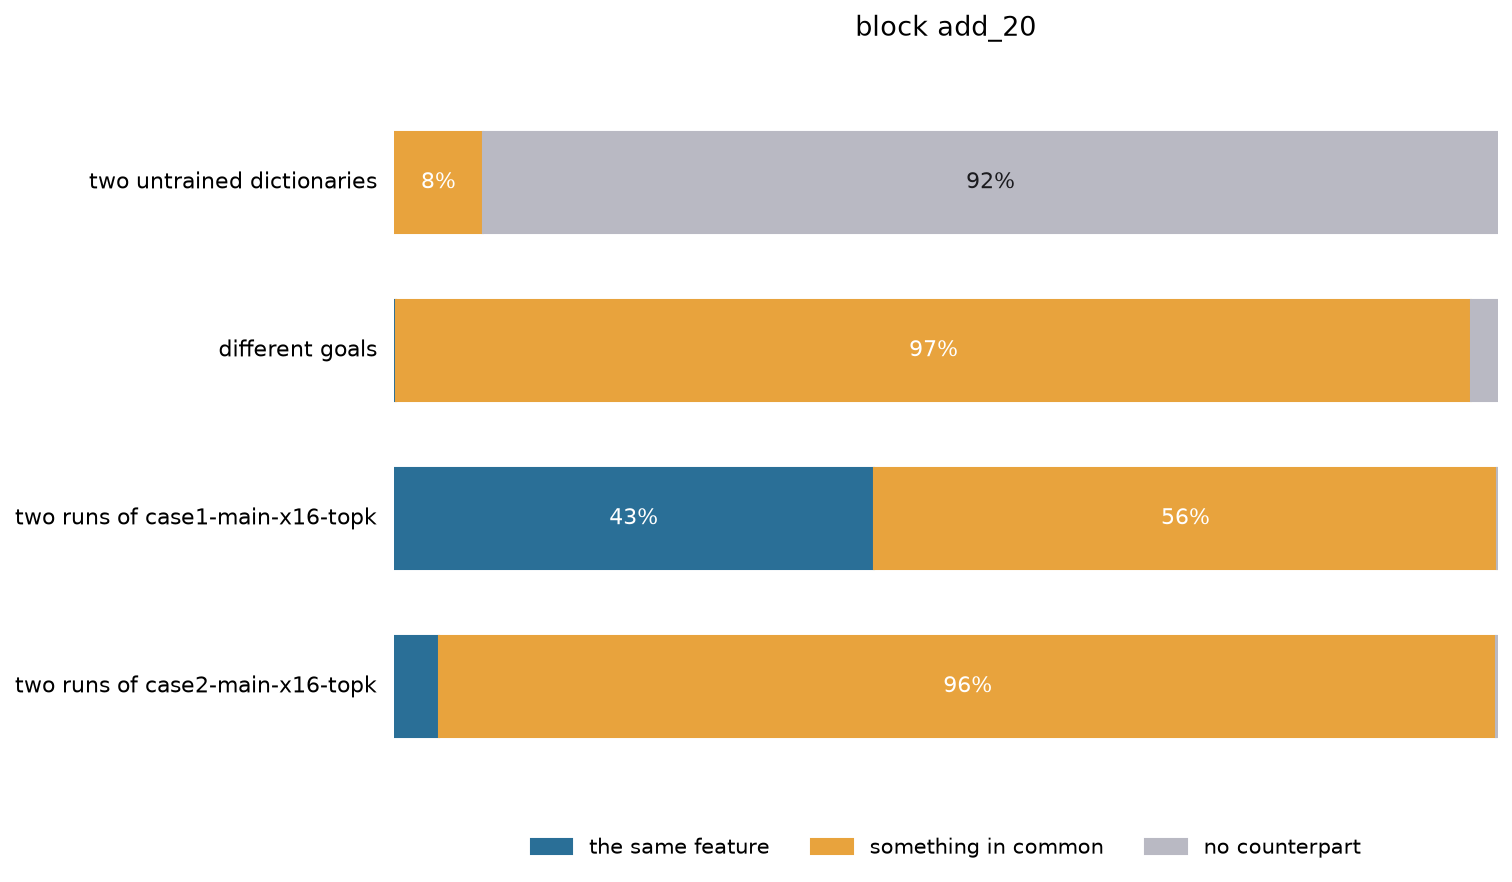 block add_20
two untrained dictionaries
8%
92%
different goals
97%
two runs of case1-main-x16-topk
43%
56%
two runs of case2-main-x16-topk
96%
the same feature
something in common
no counterpart